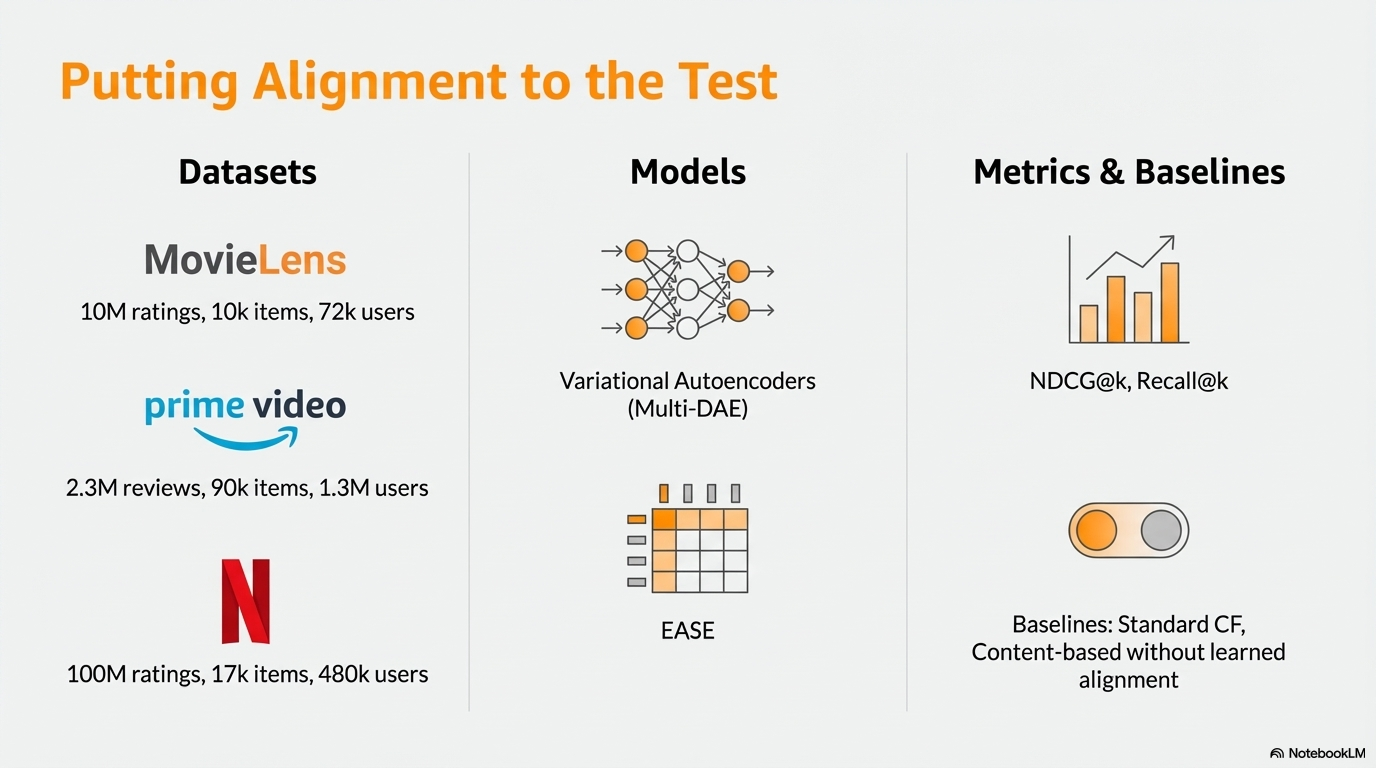 Putting Alignment to the Test
Datasets
MovieLens
10M ratings, 10k items, 72k users
prime video
2.3M reviews, 90k items, 1.3M users
N
100M ratings, 17k items, 480k users
Models
Variational Autoencoders
(Multi-DAE)
EASE
Metrics & Baselines
NDCG@k, Recall@k
Baselines: Standard CF,
Content-based without learned
alignment
NotebookLM